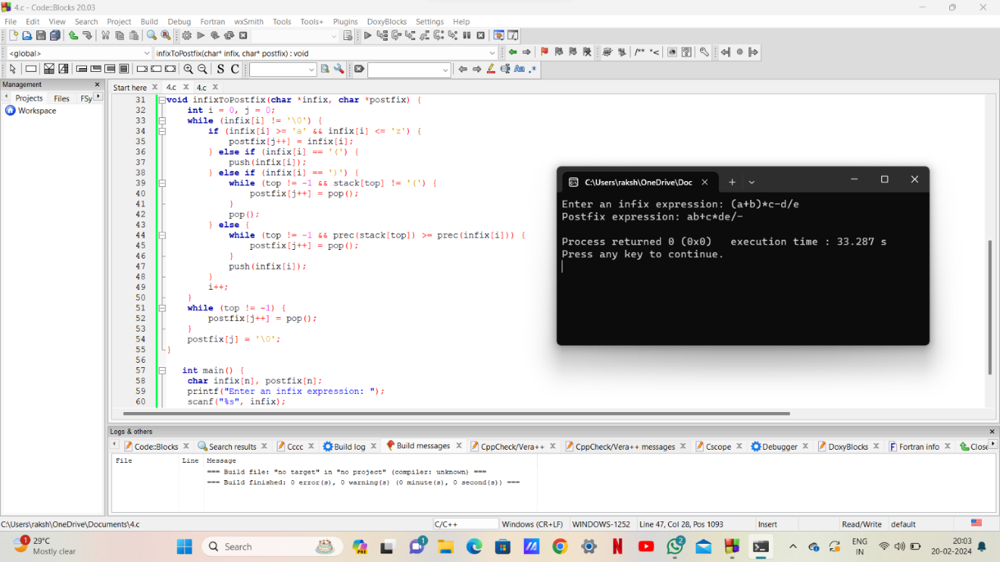 4.c - Code::Blocks 20.03
File Edit View Search Project Build Debug Fortran wxSmith Tools Tools+ Plugins DoxyBlocks Settings Help
<global> infixToPostfix(char* infix, char* postfix) : void
/** *<
S C Aa .*
Management
Projects Files FSy
Workspace
Start here 4.c 4.c
31 void infixToPostfix(char *infix, char *postfix) {
32 int i = 0, j = 0;
33 while (infix[i] != '\0') {
34 if (infix[i] >= 'a' && infix[i] <= 'z') {
35 postfix[j++] = infix[i];
36 } else if (infix[i] == '(') {
37 push(infix[i]);
38 } else if (infix[i] == ')') {
39 while (top != -1 && stack[top] != '(') {
40 postfix[j++] = pop();
41 }
42 pop();
43 } else {
44 while (top != -1 && prec(stack[top]) >= prec(infix[i])) {
45 postfix[j++] = pop();
46 }
47 push(infix[i]);
48 }
49 i++;
50 }
51 while (top != -1) {
52 postfix[j++] = pop();
53 }
54 postfix[j] = '\0';
55 }
56
57 int main() {
58 char infix[n], postfix[n];
59 printf("Enter an infix expression: ");
60 scanf("%s", infix);
C:\Users\raksh\OneDrive\Doc
Enter an infix expression: (a+b)*c-d/e
Postfix expression: ab+c*de/-
Process returned 0 (0x0) execution time : 33.287 s
Press any key to continue.
Logs & others
Code::Blocks Search results Cccc Build log Build messages CppCheck/Vera++ CppCheck/Vera++ messages Cscope Debugger DoxyBlocks Fortran info Close
File Line Message
=== Build file: "no target" in "no project" (compiler: unknown) ===
=== Build finished: 0 error(s), 0 warning(s) (0 minute(s), 0 second(s)) ===
C:\Users\raksh\OneDrive\Documents\4.c C/C++ Windows (CR+LF) WINDOWS-1252 Line 47, Col 28, Pos 1093 Insert Read/Write default
1 29°C
Mostly clear
Search
PRE
1
2
ENG
IN
20:03
20-02-2024